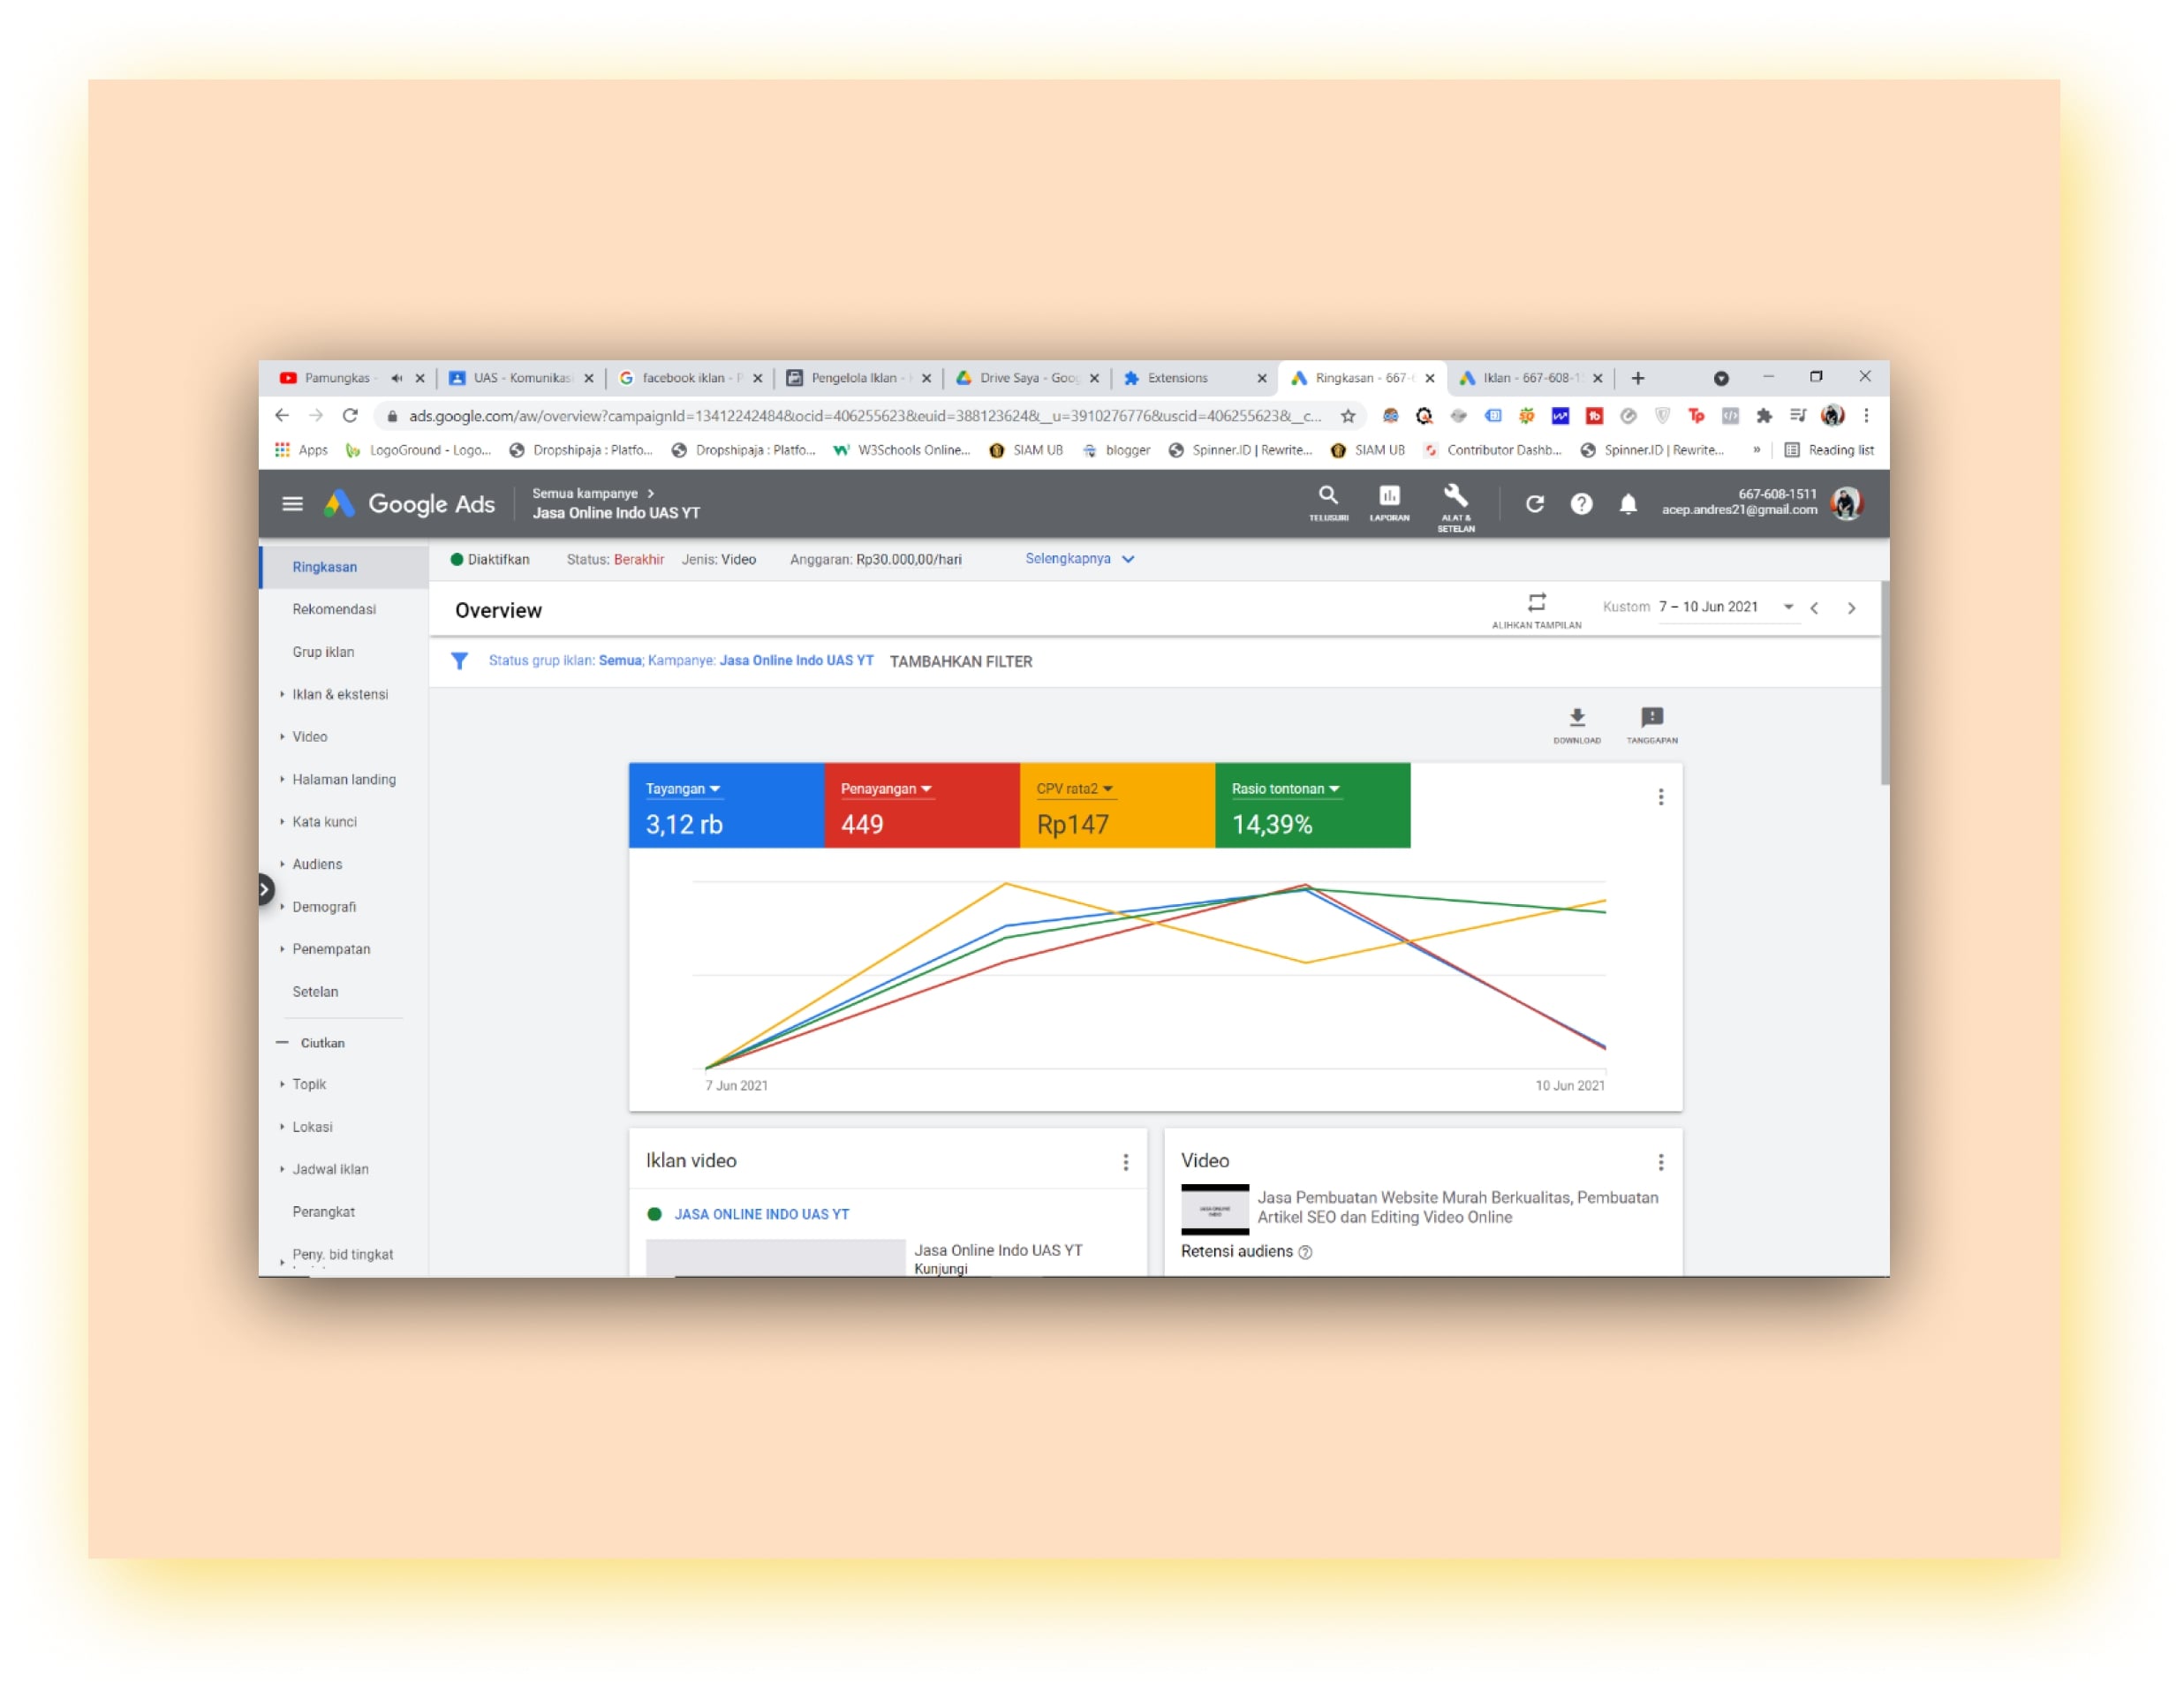 Pamungkas -
UAS - Komunikas
facebook iklan - P
Pengelola Iklan -
Drive Saya - Goog
Extensions
Ringkasan - 667-
Iklan - 667-608-1
ads.google.com/aw/overview?campaignId=13412242484&ocid=406255623&euid=388123624&__u=3910276776&uscid=406255623&__c...
Apps
LogoGround - Logo...
Dropshipaja : Platfo...
Dropshipaja : Platfo...
W3Schools Online...
SIAM UB
blogger
Spinner.ID | Rewrite...
SIAM UB
Contributor Dashb...
Spinner.ID | Rewrite...
»
Reading list
Google Ads
Semua kampanye >
Jasa Online Indo UAS YT
TELUSURI
LAPORAN
ALAT &
SETELAN
667-608-1511
acep.andres21@gmail.com
Ringkasan
Rekomendasi
Grup iklan
Iklan & ekstensi
Video
Halaman landing
Kata kunci
Audiens
Demografi
Penempatan
Setelan
Ciutkan
Topik
Lokasi
Jadwal iklan
Perangkat
Peny. bid tingkat
Diaktifkan
Status: Berakhir
Jenis: Video
Anggaran: Rp30.000,00/hari
Selengkapnya
Overview
ALIHKAN TAMPILAN
Kustom 7 – 10 Jun 2021
Status grup iklan: Semua; Kampanye: Jasa Online Indo UAS YT
TAMBAHKAN FILTER
DOWNLOAD
TANGGAPAN
Tayangan
3,12 rb
Penayangan
449
CPV rata2
Rp147
Rasio tontonan
14,39%
7 Jun 2021
10 Jun 2021
Iklan video
JASA ONLINE INDO UAS YT
Jasa Online Indo UAS YT
Kunjungi
Video
JASA ONLINE
INDO
Jasa Pembuatan Website Murah Berkualitas, Pembuatan
Artikel SEO dan Editing Video Online
Retensi audiens